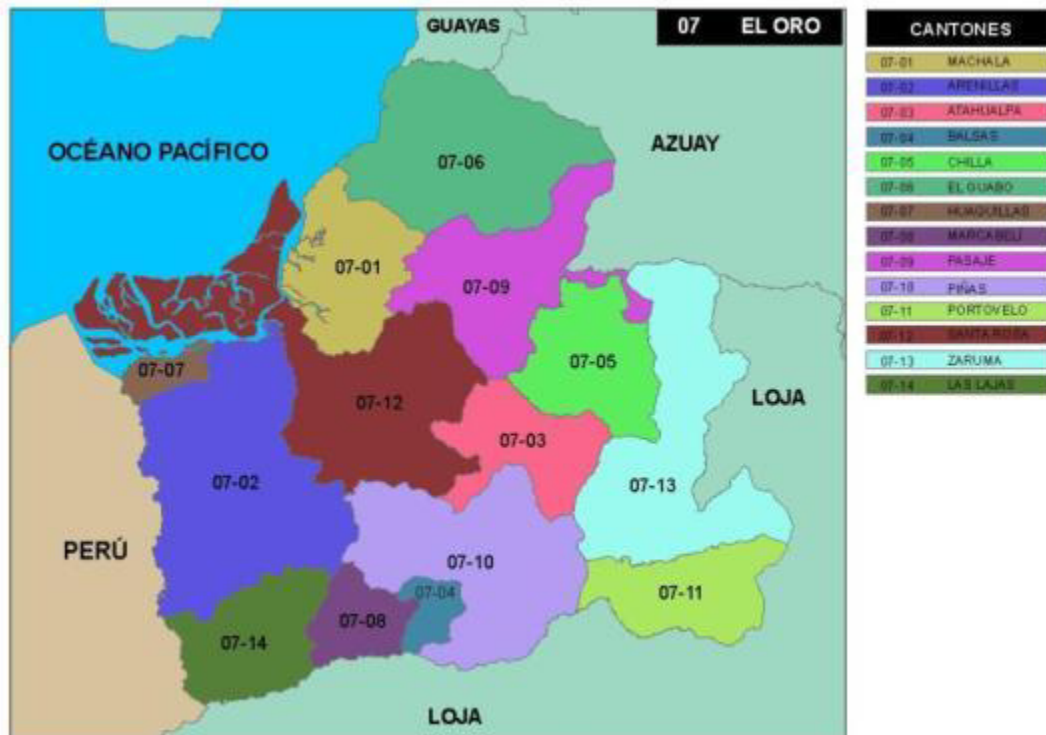 GUAYAS
07 EL ORO
OCÉANO PACÍFICO
AZUAY
07-06
07-01
07-09
07-07
07-05
07-12
LOJA
07-03
07-02
07-13
PERÚ
07-10
07-04
07-11
07-08
07-14
LOJA
CANTONES
07-01 MACHALA
07-02 ARENILLAS
07-03 ATAHUALPA
07-04 BALSAS
07-05 CHILLA
07-06 EL GUABO
07-07 HUAQUILLAS
07-08 MARCABELI
07-09 PASAJE
07-10 PIÑAS
07-11 PORTOVELO
07-12 SANTA ROSA
07-13 ZARUMA
07-14 LAS LAJAS